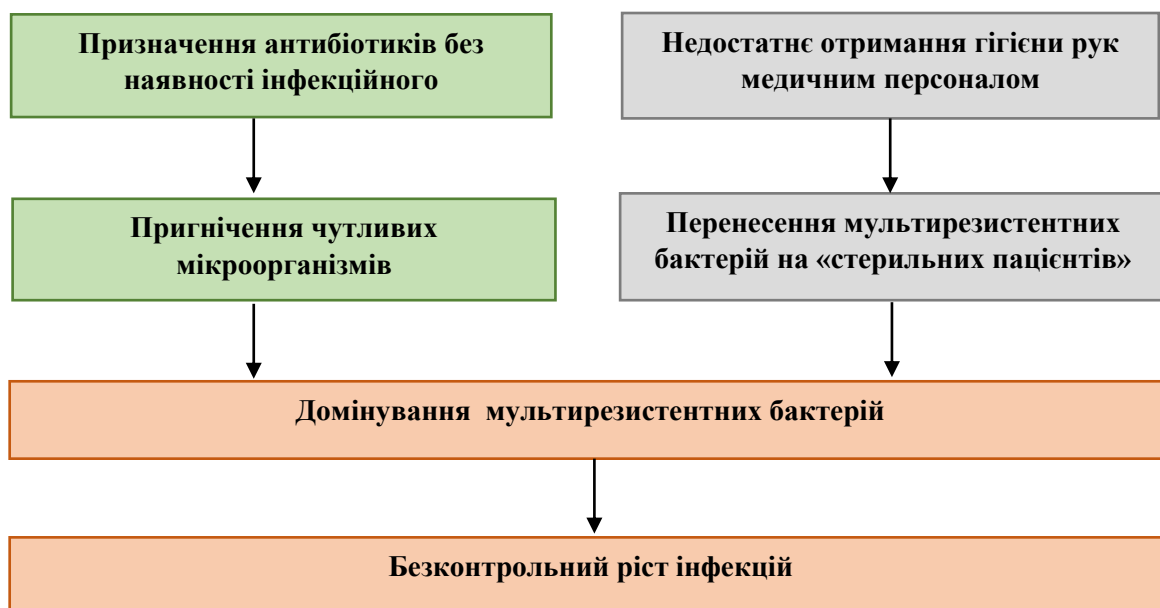 Призначення антибіотиків без
наявності інфекційного
Недостатнє отримання гігієни рук
медичним персоналом
Пригнічення чутливих
мікроорганізмів
Перенесення мультирезистентних
бактерій на «стерильних пацієнтів»
Домінування мультирезистентних бактерій
Безконтрольний ріст інфекцій